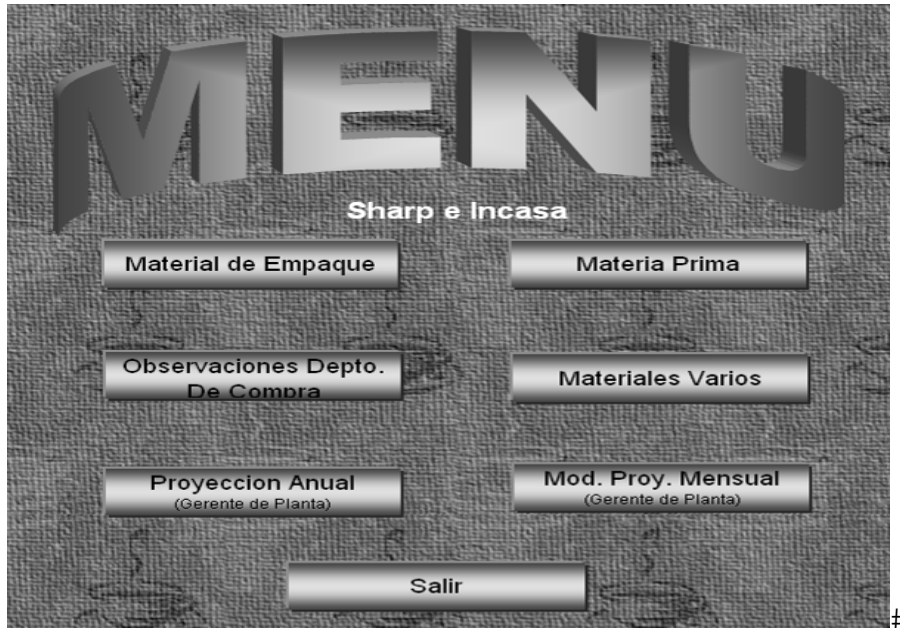 MENU
Sharp e Incasa
Material de Empaque
Materia Prima
Observaciones Depto.
De Compra
Materiales Varios
Proyeccion Anual
(Gerente de Planta)
Mod. Proy. Mensual
(Gerente de Planta)
Salir